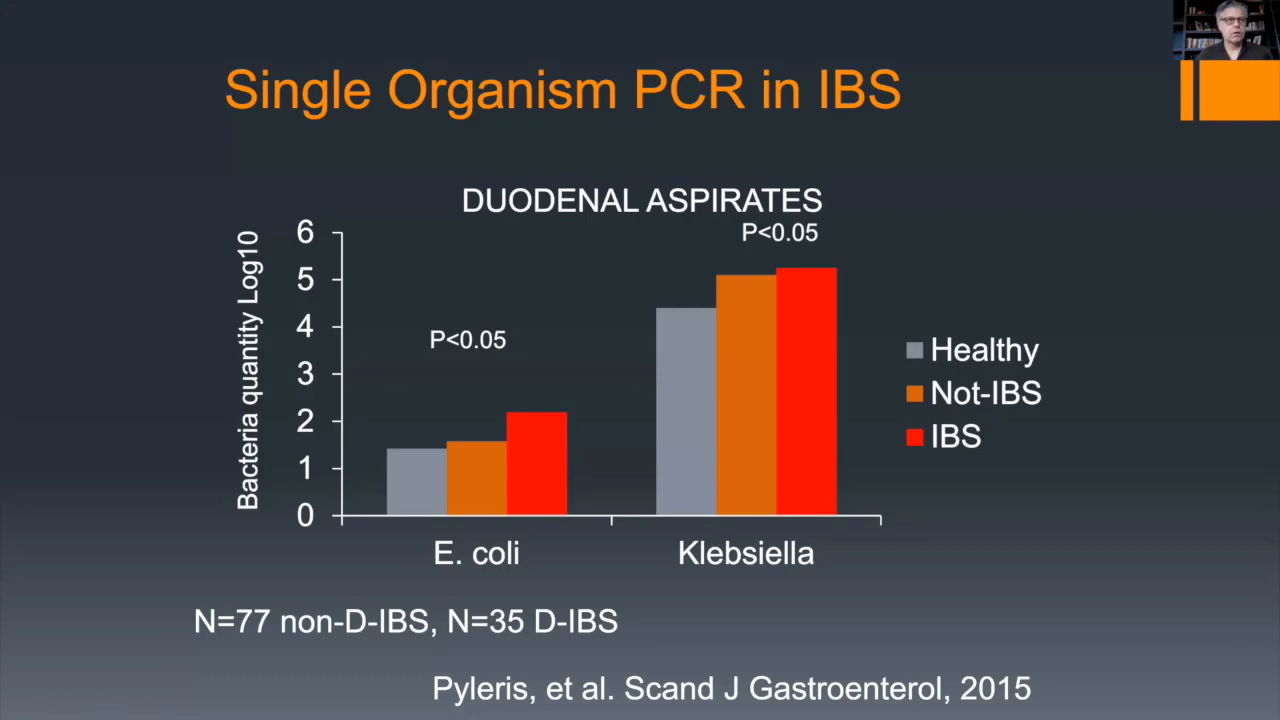 Single Organism PCR in IBS
DUODENAL ASPIRATES
P<0.05
Bacteria quantity Log10
6
5
4
3
2
1
0
P<0.05
Healthy
Not-IBS
IBS
E. coli
Klebsiella
N=77 non-D-IBS, N=35 D-IBS
Pyleris, et al. Scand J Gastroenterol, 2015